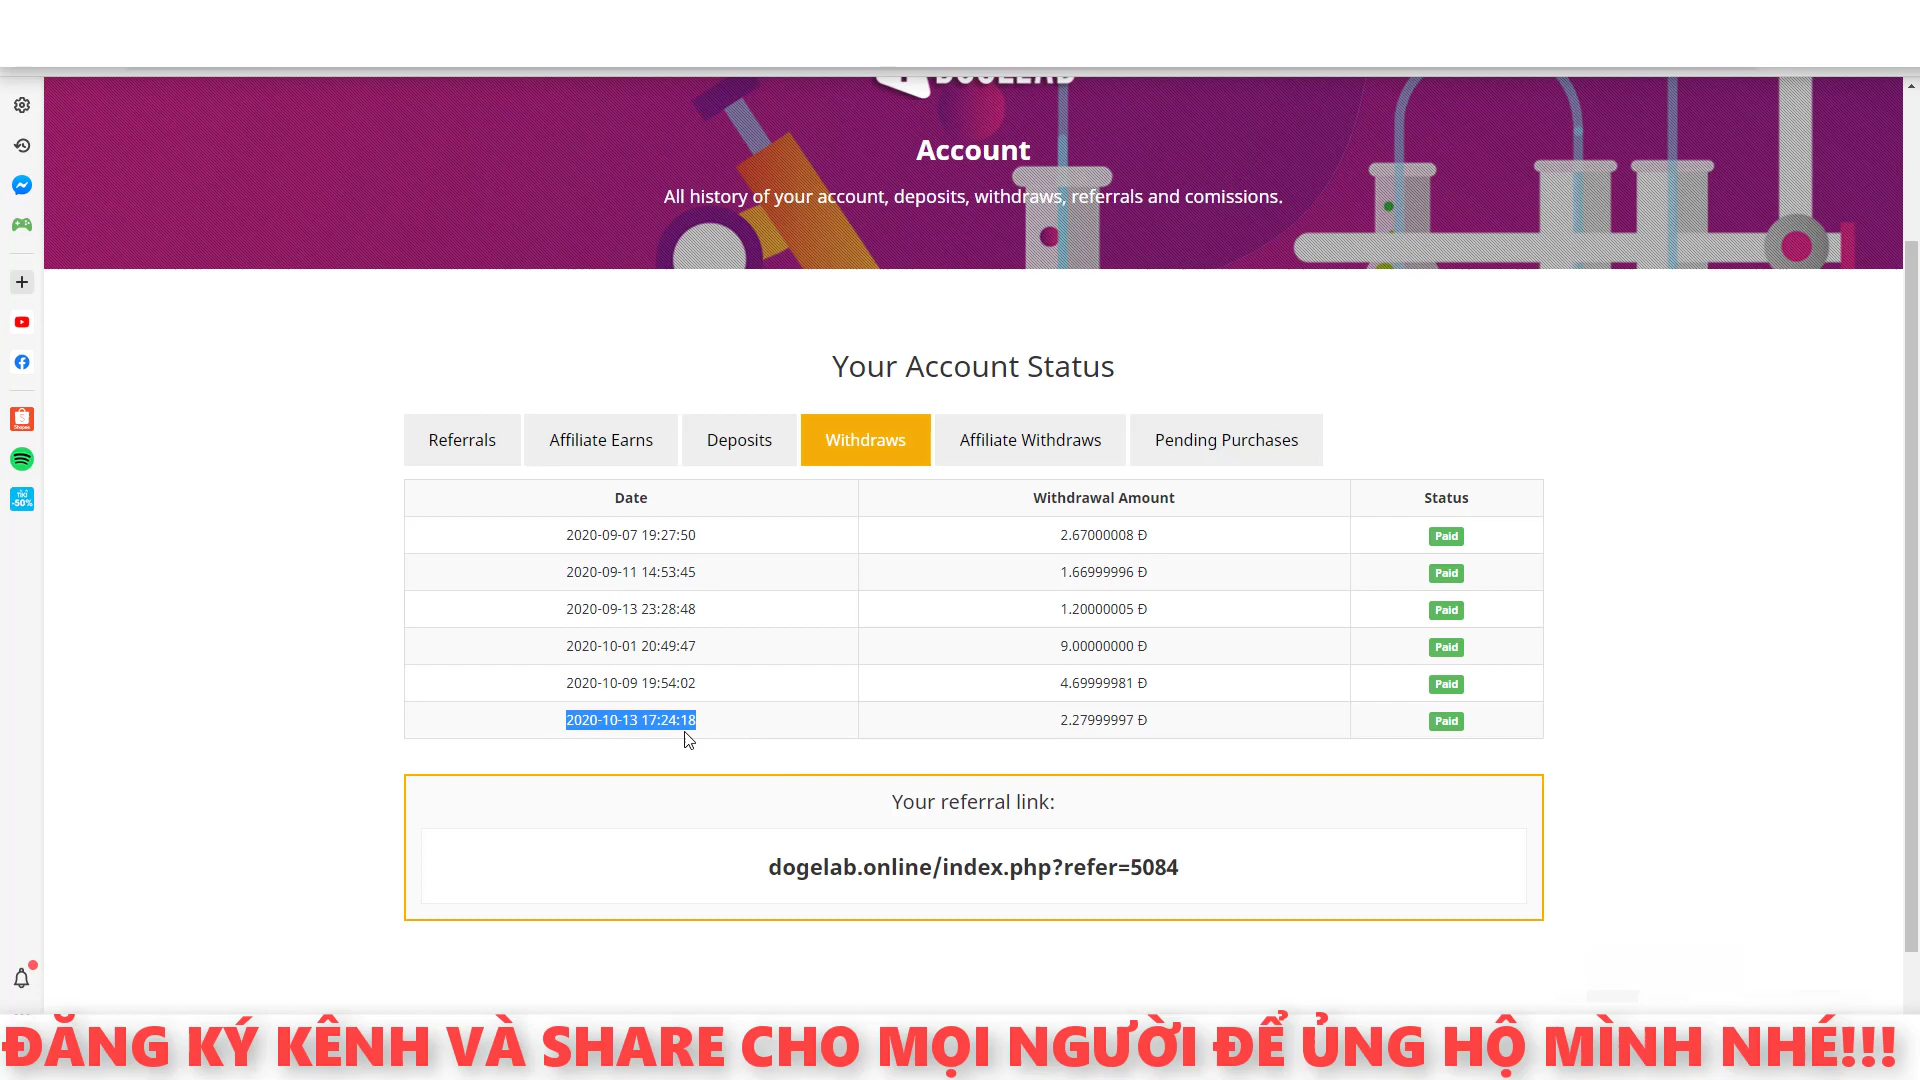 Account
All history of your account, deposits, withdraws, referrals and comissions.
Your Account Status
Referrals Affiliate Earns Deposits Withdraws Affiliate Withdraws Pending Purchases
Date Withdrawal Amount Status
2020-09-07 19:27:50 2.67000008 Đ Paid
2020-09-11 14:53:45 1.66999996 Đ Paid
2020-09-13 23:28:48 1.20000005 Đ Paid
2020-10-01 20:49:47 9.00000000 Đ Paid
2020-10-09 19:54:02 4.69999981 Đ Paid
2020-10-13 17:24:18 2.27999997 Đ Paid
Your referral link:
dogelab.online/index.php?refer=5084
TIKI
-50%
ĐĂNG KÝ KÊNH VÀ SHARE CHO MỌI NGƯỜI ĐỂ ỦNG HỘ MÌNH NHÉ!!!